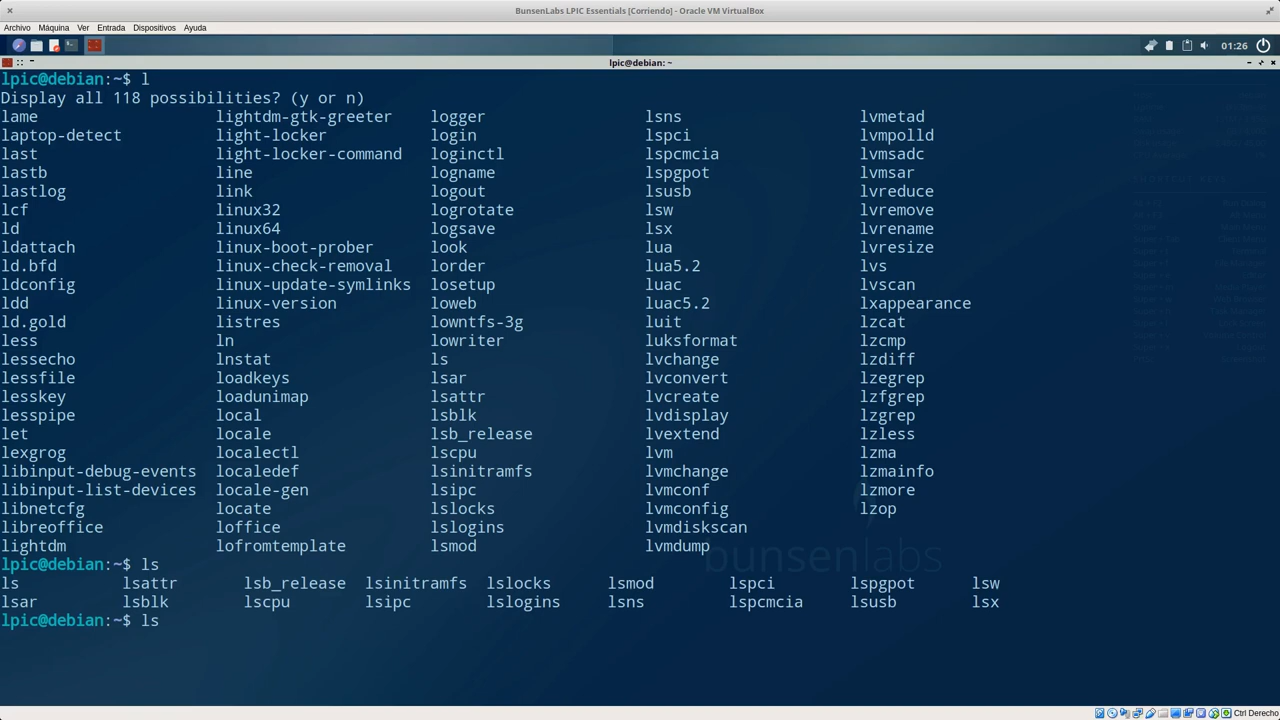 BunsenLabs LPIC Essentials [Corriendo] - Oracle VM VirtualBox
Archivo Máquina Ver Entrada Dispositivos Ayuda
01:26
lpic@debian: ~
lpic@debian:~$ l
Display all 118 possibilities? (y or n)
lame lightdm-gtk-greeter logger lsns lvmetad
laptop-detect light-locker login lspci lvmpolld
last light-locker-command loginctl lspcmcia lvmsadc
lastb line logname lspgpot lvmsar
lastlog link logout lsusb lvreduce
lcf linux32 logrotate lsw lvremove
ld linux64 logsave lsx lvrename
ldattach linux-boot-prober look lua lvresize
ld.bfd linux-check-removal lorder lua5.2 lvs
ldconfig linux-update-symlinks losetup luac lvscan
ldd linux-version loweb luac5.2 lxappearance
ld.gold listres lowntfs-3g luit lzcat
less ln lowriter luksformat lzcmp
lessecho lnstat ls lvchange lzdiff
lessfile loadkeys lsar lvconvert lzegrep
lesskey loadunimap lsattr lvcreate lzfgrep
lesspipe local lsblk lvdisplay lzgrep
let locale lsb_release lvextend lzless
lexgrog localectl lscpu lvm lzma
libinput-debug-events localedef lsinitramfs lvmchange lzmainfo
libinput-list-devices locale-gen lsipc lvmconf lzmore
libnetcfg locate lslocks lvmconfig lzop
libreoffice loffice lslogins lvmdiskscan
lightdm lofromtemplate lsmod lvmdump
bunsenlabs
lpic@debian:~$ ls
ls lsattr lsb_release lsinitramfs lslocks lsmod lspci lspgpot lsw
lsar lsblk lscpu lsipc lslogins lsns lspcmcia lsusb lsx
lpic@debian:~$ ls
Ctrl Derecho